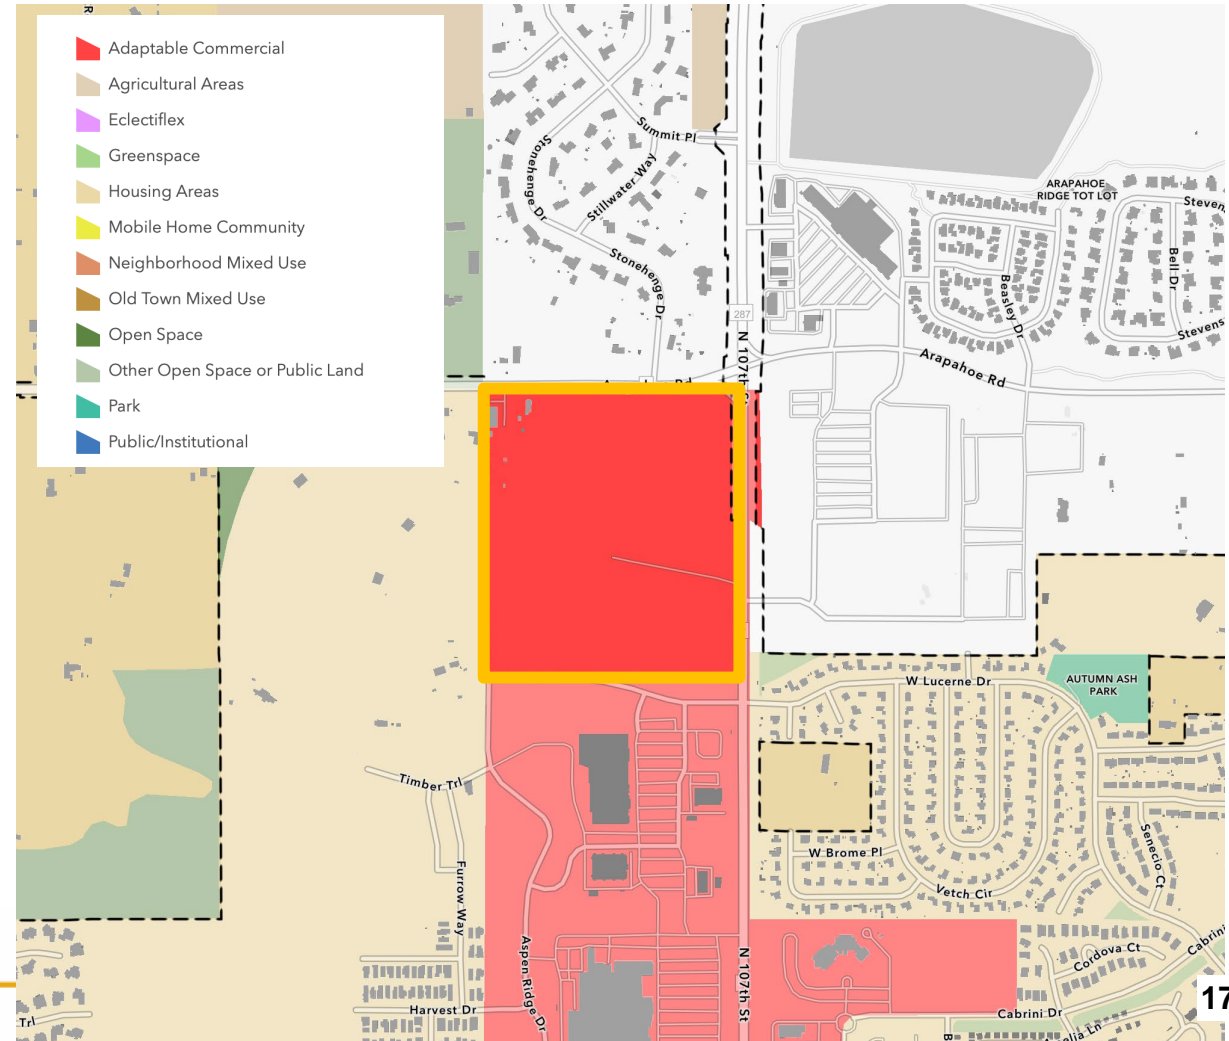 R
Adaptable Commercial
Agricultural Areas
Eclectiflex
Greenspace
Housing Areas
Mobile Home Community
Neighborhood Mixed Use
Old Town Mixed Use
Open Space
Other Open Space or Public Land
Park
Public/Institutional
Summit Pl
Stonehenge Dr
Stillwater Way
Stonehenge Dr
287
N 107th St
ARAPAHOE
RIDGE TOT LOT
Steven
Bell Dr
Beasley Dr
Stevens
Arapahoe Rd
Rd
W Lucerne Dr
AUTUMN ASH
PARK
Timber Trl
W Brome Pl
Vetch Cir
Senecio Ct
Furrow Way
Aspen Ridge Dr
N 107th St
Cordova Ct
Cabrini
Harvest Dr
Cabrini Dr
Trl
B
17